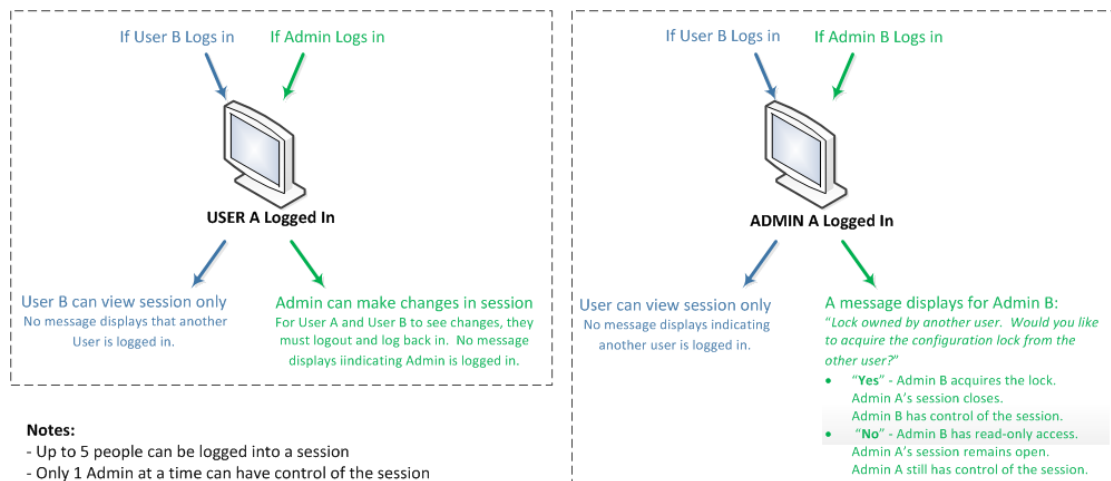 If User B Logs in
If Admin Logs in
USER A Logged In
User B can view session only
No message displays that another
User is logged in.
Admin can make changes in session
For User A and User B to see changes, they
must logout and log back in.  No message
displays iindicating Admin is logged in.
Notes:
- Up to 5 people can be logged into a session
- Only 1 Admin at a time can have control of the session
If User B Logs in
If Admin B Logs in
ADMIN A Logged In
User can view session only
No message displays indicating
another user is logged in.
A message displays for Admin B:
“Lock owned by another user.  Would you like
to acquire the configuration lock from the
other user?”
• “Yes” - Admin B acquires the lock.
Admin A’s session closes.
Admin B has control of the session.
• “No” - Admin B has read-only access.
Admin A’s session remains open.
Admin A still has control of the session.